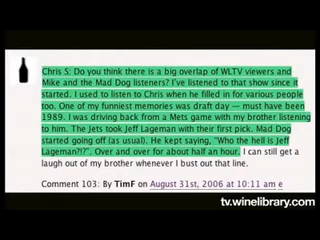 Chris S: Do you think there is a big overlap of WLTV viewers and
Mike and the Mad Dog listeners? I've listened to that show since it
started. I used to listen to Chris when he filled in for various people
too. One of my funniest memories was draft day — must have been
1989. I was driving back from a Mets game with my brother listening
to him. The Jets took Jeff Lageman with their first pick. Mad Dog
started going off (as usual). He kept saying, "Who the hell is Jeff
Lageman?!?". Over and over for about half an hour. I can still get a
laugh out of my brother whenever I bust out that line.
Comment 103: By TimF on August 31st, 2006 at 10:11 am e
tv.winelibrary.com